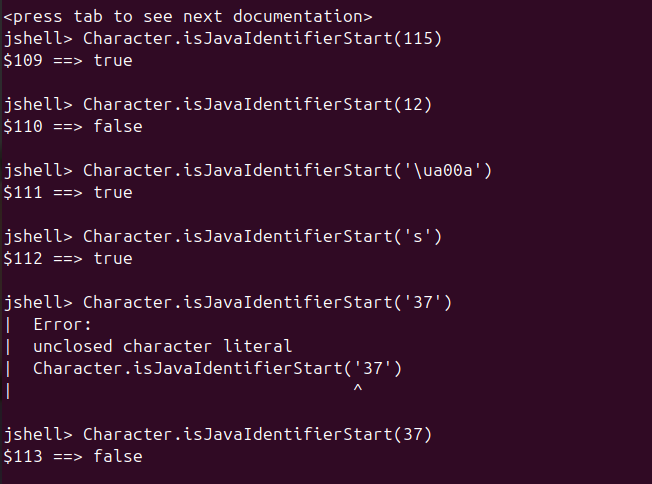 <press tab to see next documentation>
jshell> Character.isJavaIdentifierStart(115)
$109 ==> true
jshell> Character.isJavaIdentifierStart(12)
$110 ==> false
jshell> Character.isJavaIdentifierStart('\ua00a')
$111 ==> true
jshell> Character.isJavaIdentifierStart('s')
$112 ==> true
jshell> Character.isJavaIdentifierStart('37')
|  Error:
|  unclosed character literal
|  Character.isJavaIdentifierStart('37')
|                                  ^
jshell> Character.isJavaIdentifierStart(37)
$113 ==> false